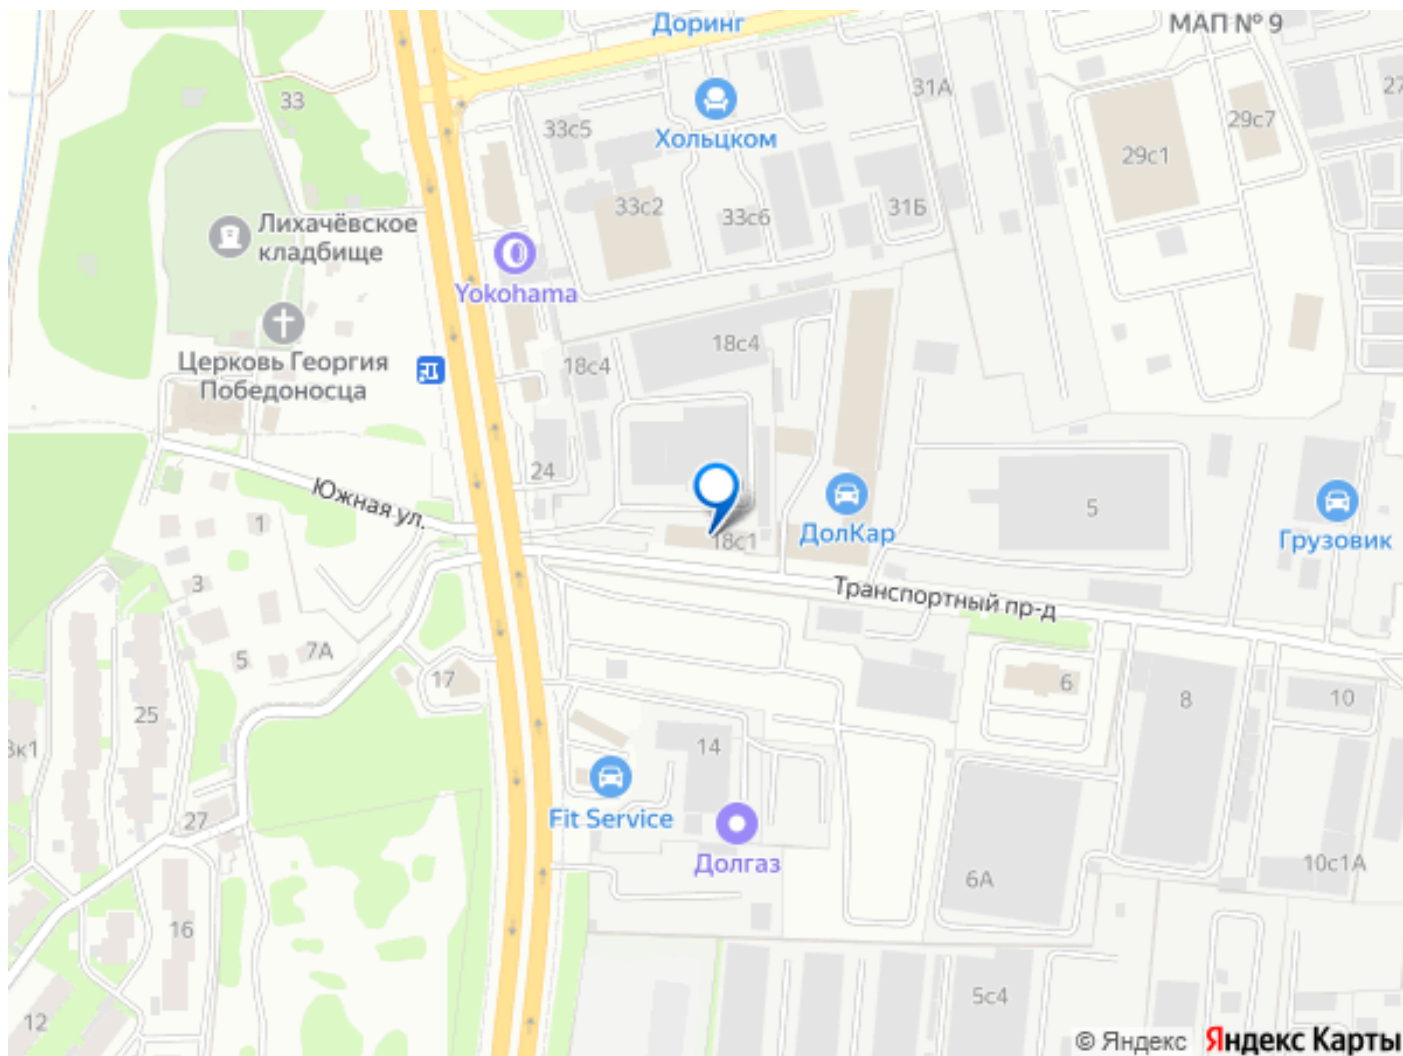 Доринг
МАП № 9
33
31А
27
33с5
Хольцком
29с7
29с1
33с2
33с6
31Б
Лихачёвское
кладбище
Yokohama
Церковь Георгия
Победоносца
18с4
18с4
24
Южная ул.
1
18с1
ДолКар
5
Грузовик
3
Транспортный пр-д
7А
5
17
6
8
10
25
3к1
14
Fit Service
27
Долгаз
10с1А
6А
16
5с4
12
© Яндекс Яндекс Карты